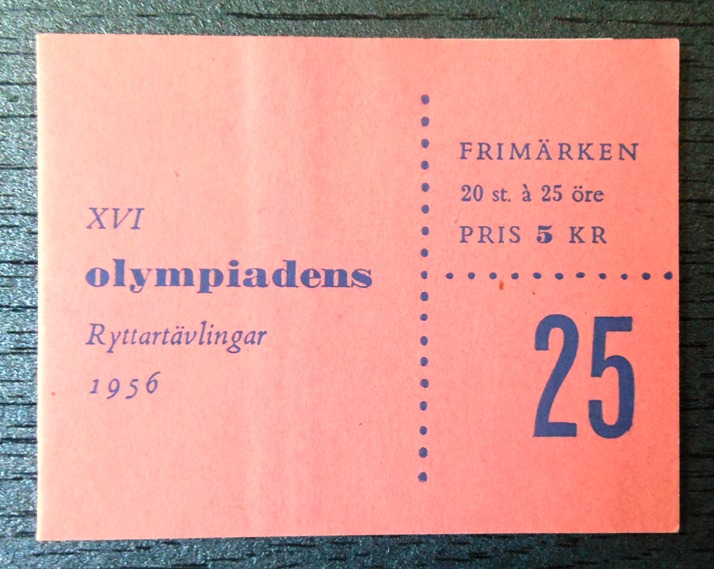 XVI
olympiadens
Ryttartävlingar
1956
FRIMÄRKEN
20 st. à 25 öre
PRIS 5 KR
25